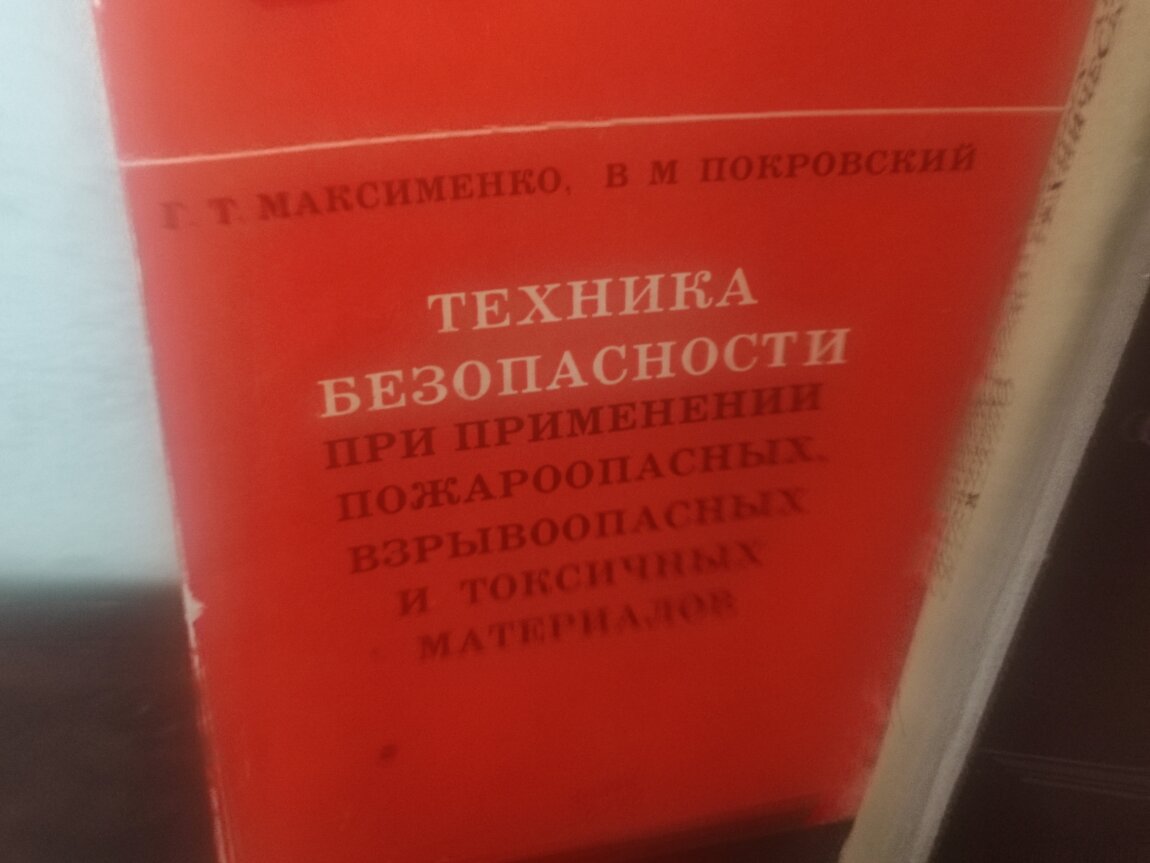 Г. Т. МАКСИМЕНКО, В М ПОКРОВСКИЙ
ТЕХНИКА
БЕЗОПАСНОСТИ
ПРИ ПРИМЕНЕНИИ
ПОЖАРООПАСНЫХ,
ВЗРЫВООПАСНЫХ
И ТОКСИЧНЫХ
МАТЕРИАЛОВ